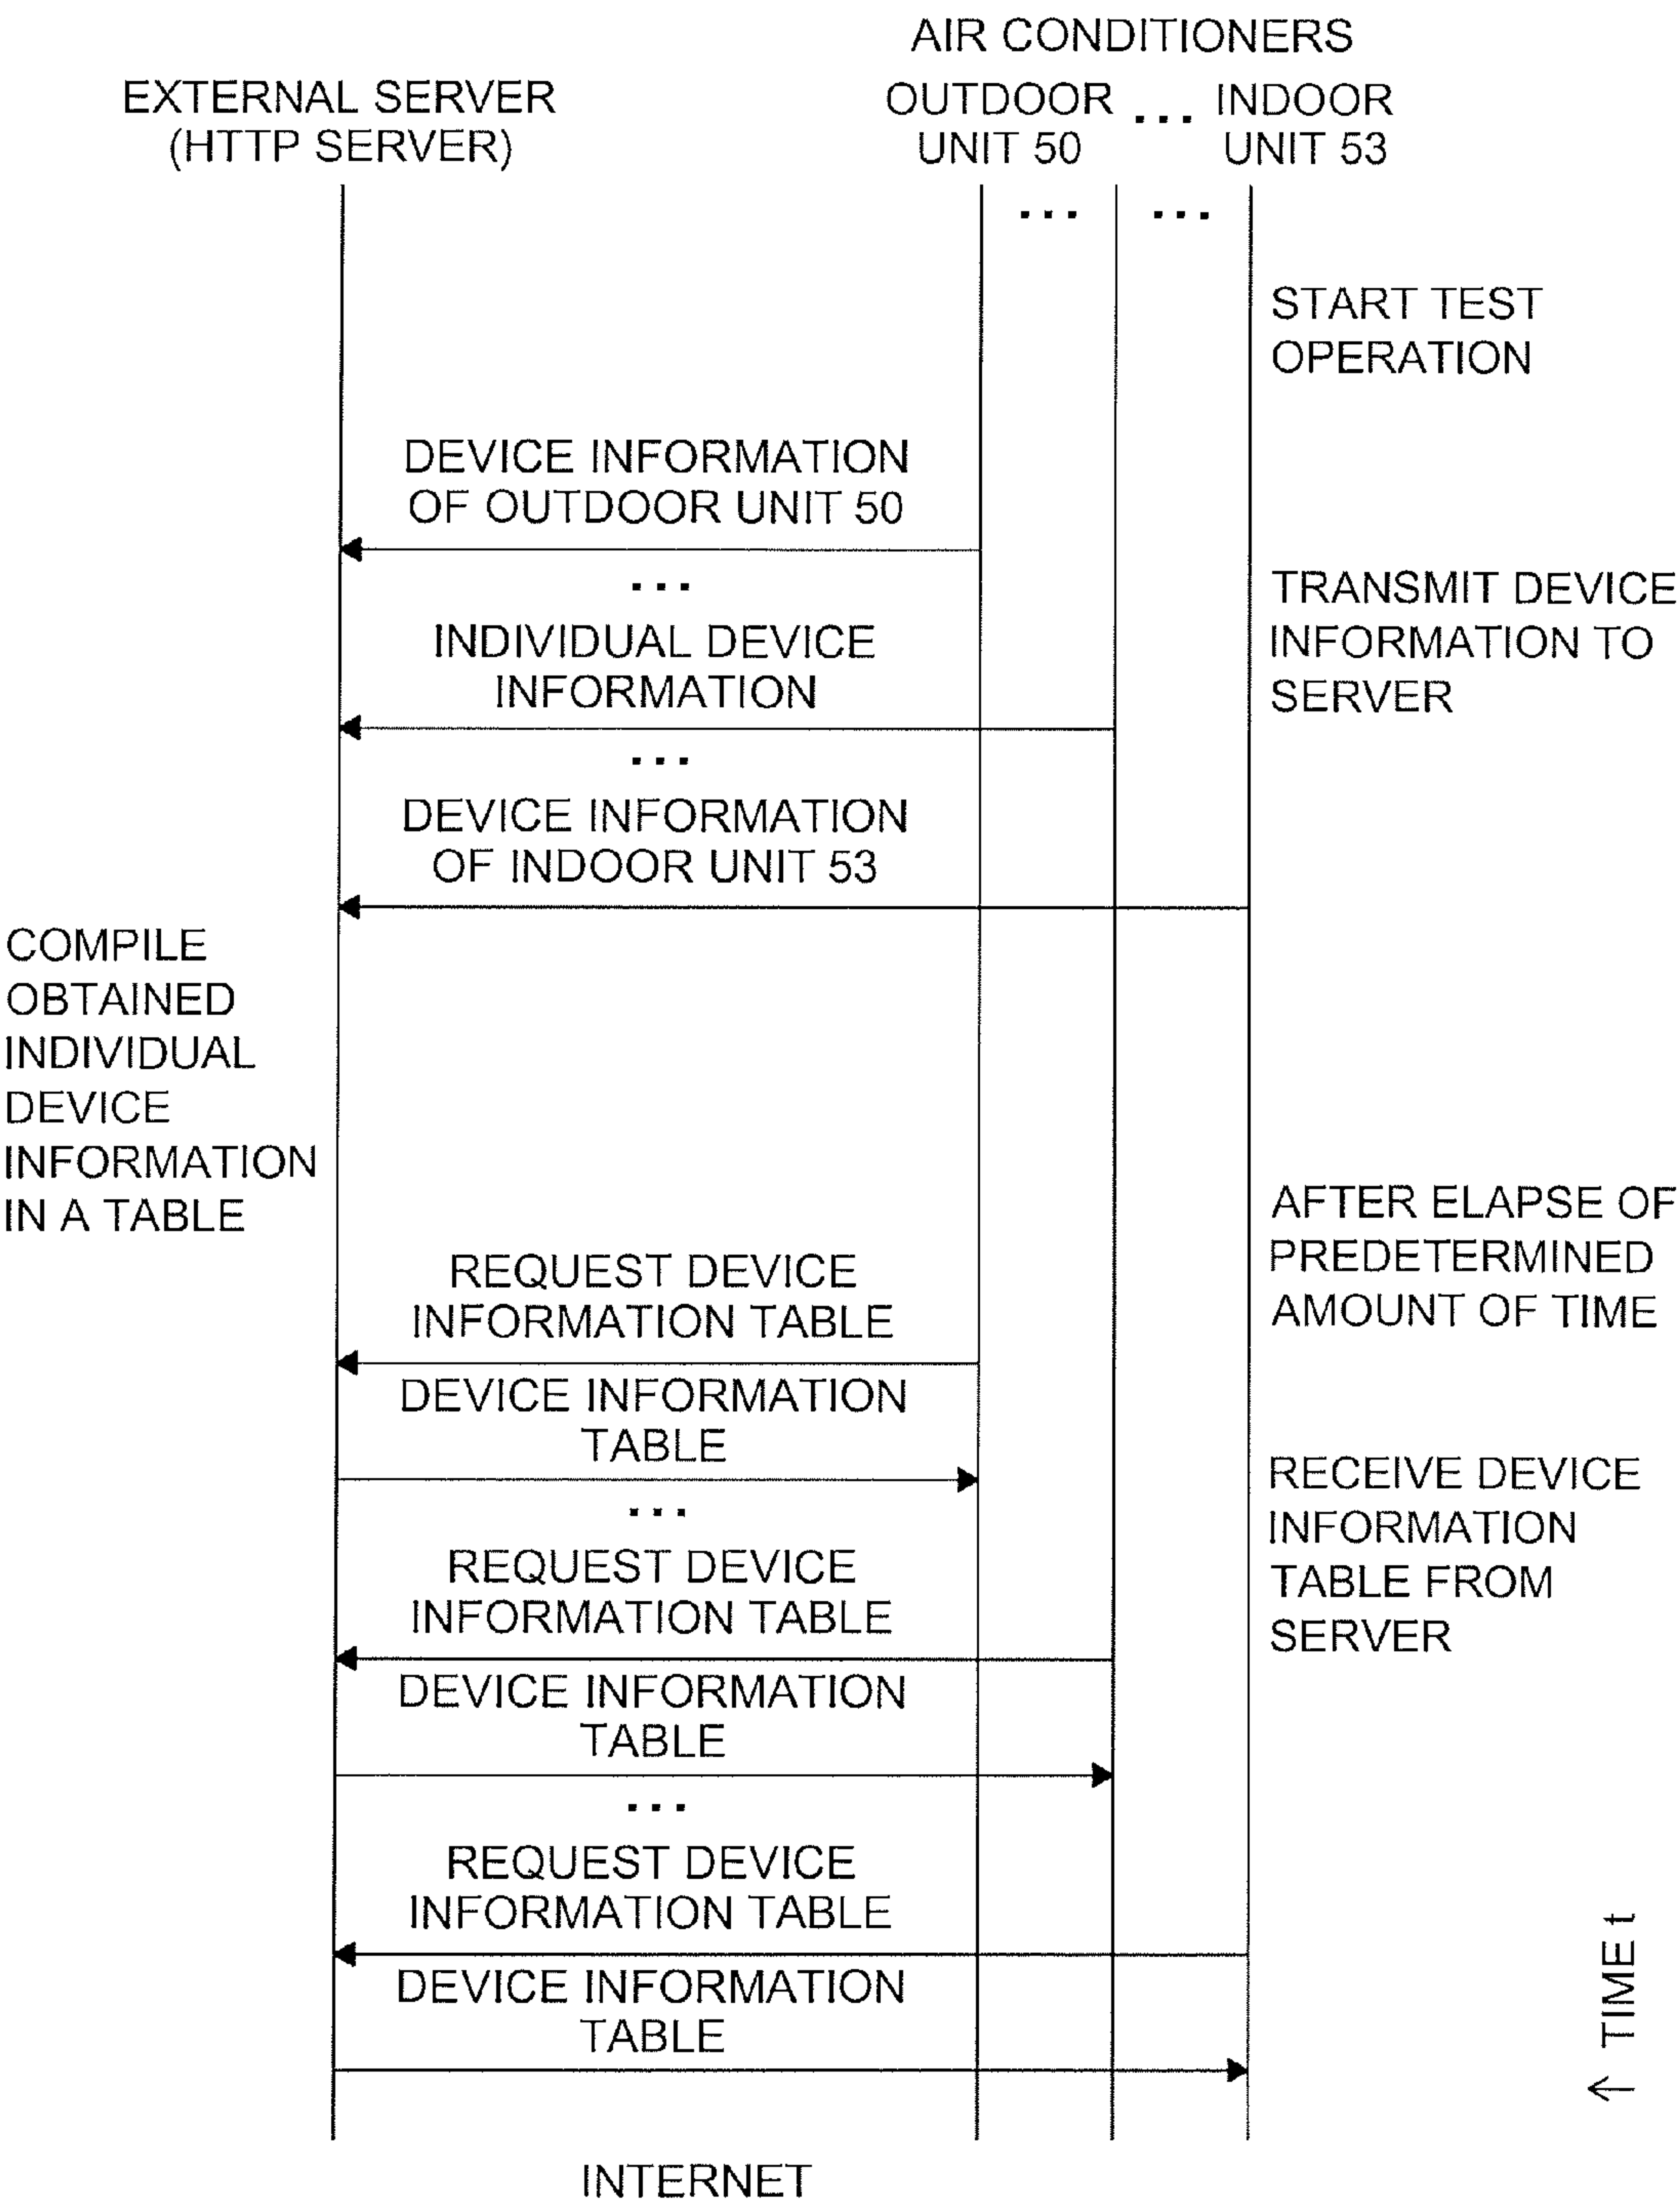 AIR CONDITIONERS
EXTERNAL SERVER
(HTTP SERVER)
OUTDOOR
UNIT 50
...
INDOOR
UNIT 53
... ...
START TEST
OPERATION
DEVICE INFORMATION
OF OUTDOOR UNIT 50
...
TRANSMIT DEVICE
INFORMATION TO
SERVER
INDIVIDUAL DEVICE
INFORMATION
...
DEVICE INFORMATION
OF INDOOR UNIT 53
COMPILE
OBTAINED
INDIVIDUAL
DEVICE
INFORMATION
IN A TABLE
AFTER ELAPSE OF
PREDETERMINED
AMOUNT OF TIME
REQUEST DEVICE
INFORMATION TABLE
DEVICE INFORMATION
TABLE
...
RECEIVE DEVICE
INFORMATION
TABLE FROM
SERVER
REQUEST DEVICE
INFORMATION TABLE
DEVICE INFORMATION
TABLE
...
REQUEST DEVICE
INFORMATION TABLE
DEVICE INFORMATION
TABLE
← TIME t
INTERNET